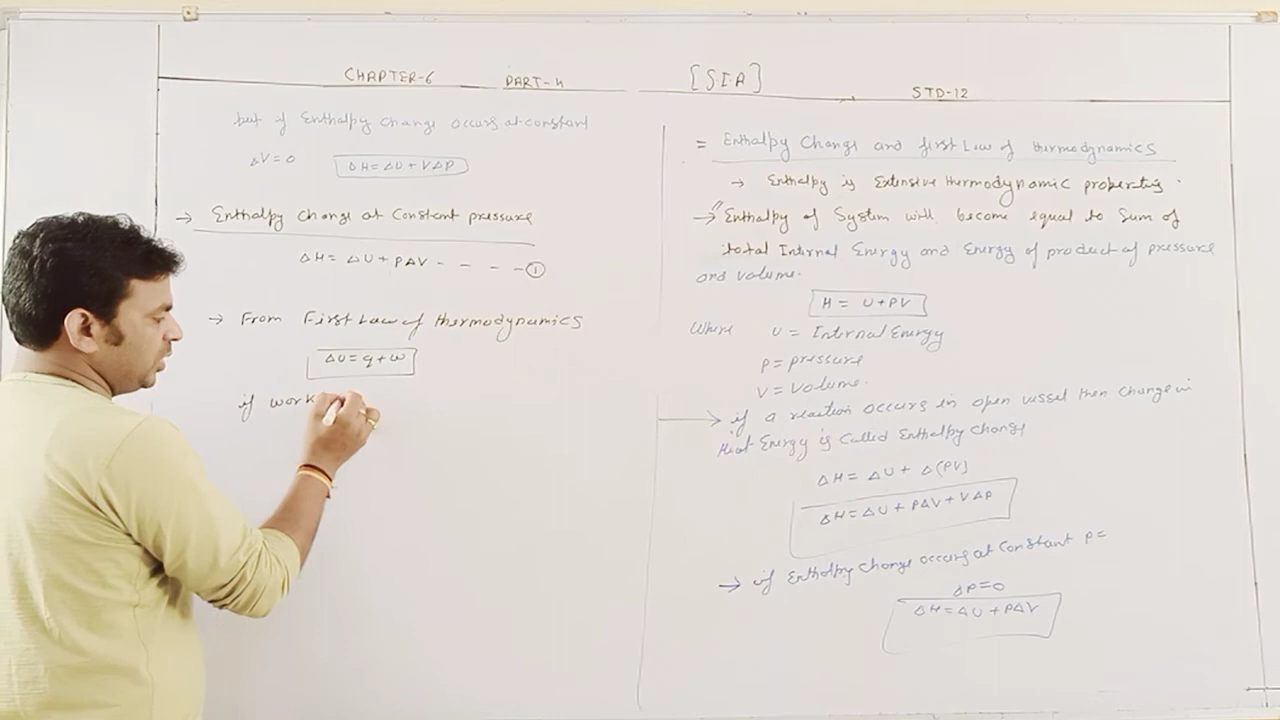 CHAPTER-6 PART-4 [SIA] STD-12
but if Enthalpy change occurs at constant
ΔV=0 ΔH=ΔU+VΔP
→ Enthalpy change at Constant pressure
ΔH= ΔU+PΔV - - - - ①
→ From First Law of thermodynamics
ΔU=q+w
if work
= Enthalpy Change and first Law of thermodynamics
→ Enthalpy is Extensive thermodynamic properties.
→ "Enthalpy of System will become equal to Sum of
total Internal Energy and Energy of product of pressure
and volume.
H = U+PV
Where U = Internal Energy
P = pressure
V = Volume.
→ if a reaction occurs in open vessel then change in
Heat Energy is Called Enthalpy change
ΔH = ΔU + Δ(PV)
ΔH=ΔU+PΔV+VΔP
→ if Enthalpy change occurs at Constant P=
ΔP=0
ΔH=ΔU+PΔV